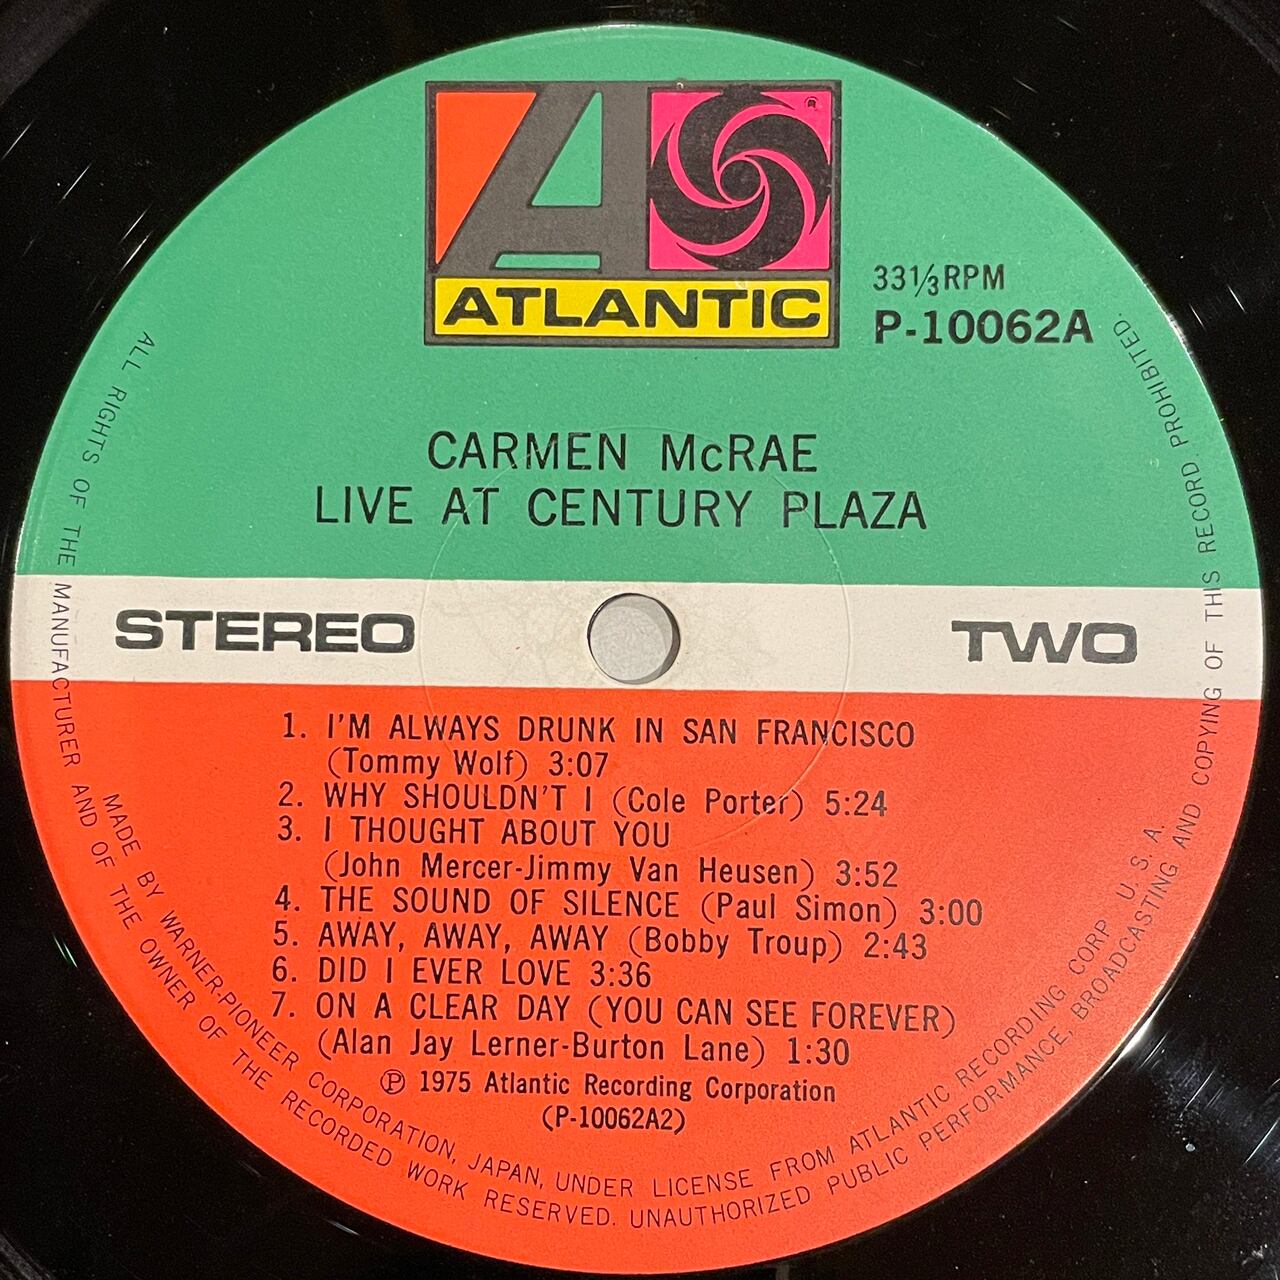 ATLANTIC
®
33⅓RPM
P-10062A
CARMEN McRAE
LIVE AT CENTURY PLAZA
STEREO
TWO
1. I'M ALWAYS DRUNK IN SAN FRANCISCO
(Tommy Wolf) 3:07
2. WHY SHOULDN'T I (Cole Porter) 5:24
3. I THOUGHT ABOUT YOU
(John Mercer-Jimmy Van Heusen) 3:52
4. THE SOUND OF SILENCE (Paul Simon) 3:00
5. AWAY, AWAY, AWAY (Bobby Troup) 2:43
6. DID I EVER LOVE 3:36
7. ON A CLEAR DAY (YOU CAN SEE FOREVER)
(Alan Jay Lerner-Burton Lane) 1:30
℗ 1975 Atlantic Recording Corporation
(P-10062A2)
MADE BY WARNER-PIONEER CORPORATION, JAPAN, UNDER LICENSE FROM ATLANTIC RECORDING CORP. U. S. A.
ALL RIGHTS OF THE MANUFACTURER AND OF THE OWNER OF THE RECORDED WORK RESERVED. UNAUTHORIZED PUBLIC PERFORMANCE, BROADCASTING AND COPYING OF THIS RECORD PROHIBITED.